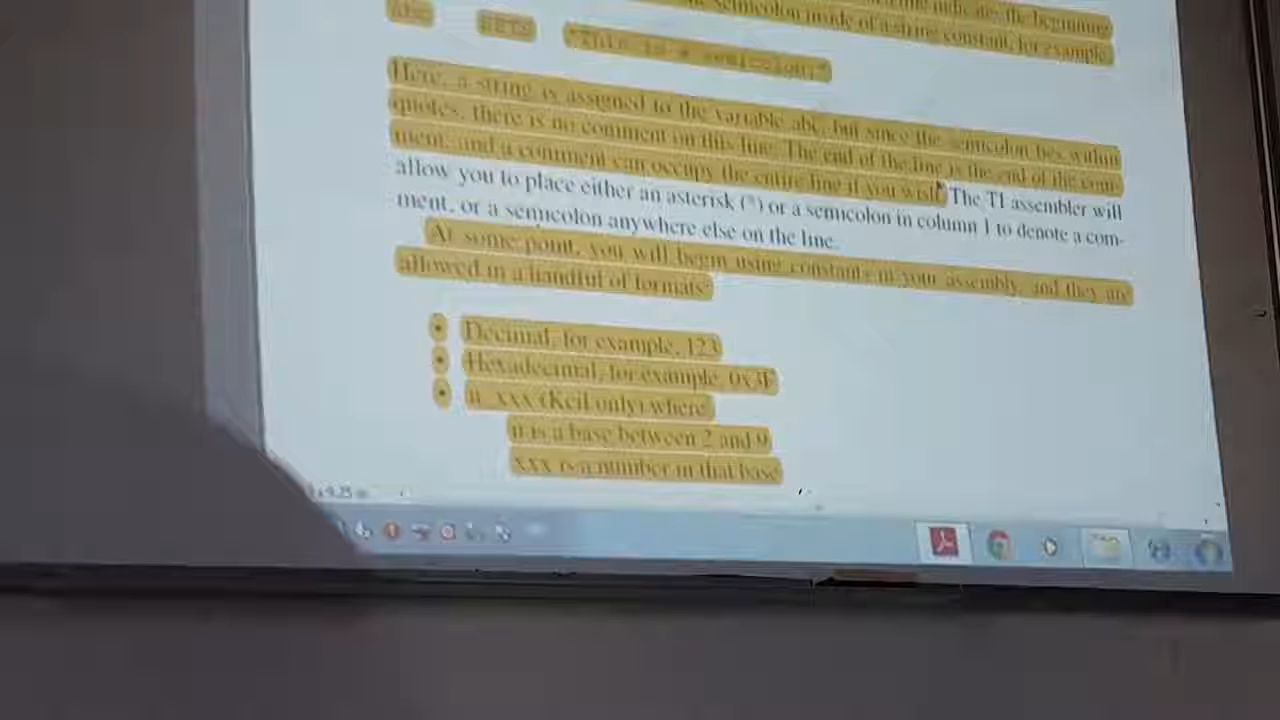 the beginning
semicolon inside of a string constant, for example,
abc SETS "This is a semicolon;"
Here, a string is assigned to the variable abc, but since the semicolon lies within
quotes, there is no comment on this line. The end of the line is the end of the com-
ment, and a comment can occupy the entire line if you wish. The TI assembler will
allow you to place either an asterisk (*) or a semicolon in column 1 to denote a com-
ment, or a semicolon anywhere else on the line.
At some point, you will begin using constants in your assembly, and they are
allowed in a handful of formats:
• Decimal, for example, 123
• Hexadecimal, for example, 0x3F
• n_xxx (Keil only) where
n is a base between 2 and 9
xxx is a number in that base